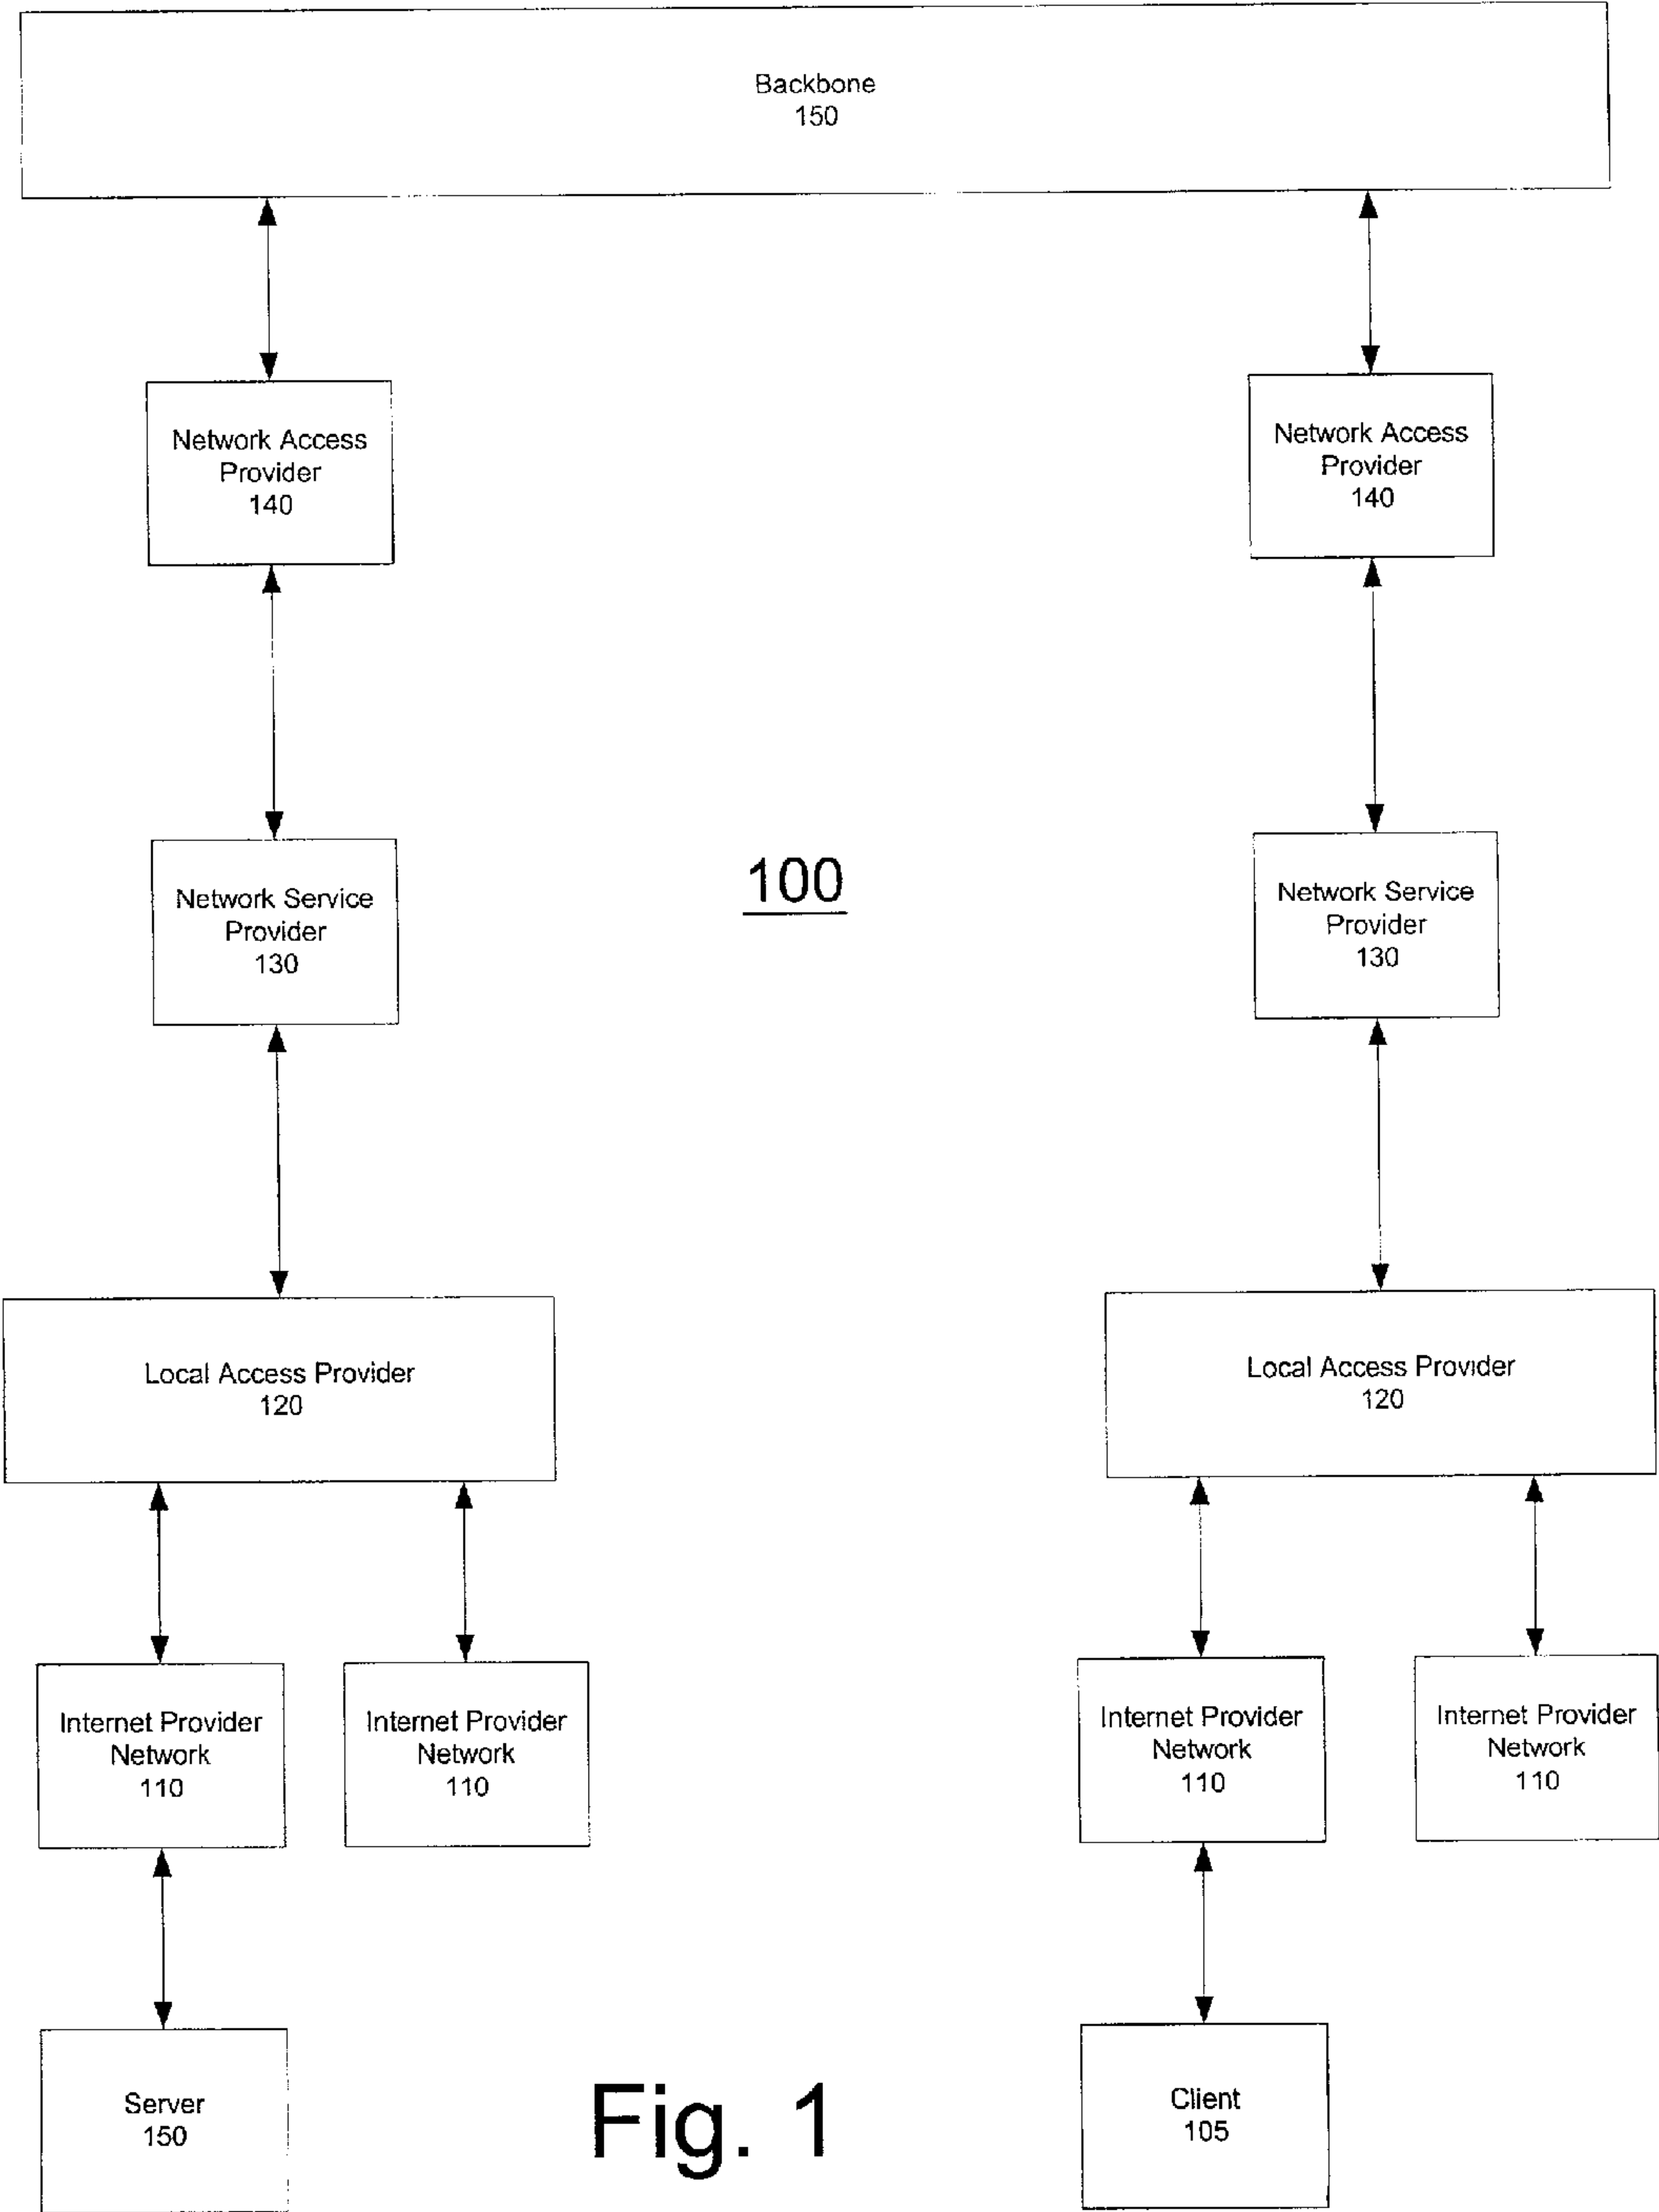 Backbone
150
Network Access
Provider
140
Network Access
Provider
140
Network Service
Provider
130
100
Network Service
Provider
130
Local Access Provider
120
Local Access Provider
120
Internet Provider
Network
110
Internet Provider
Network
110
Internet Provider
Network
110
Internet Provider
Network
110
Server
150
Fig. 1
Client
105